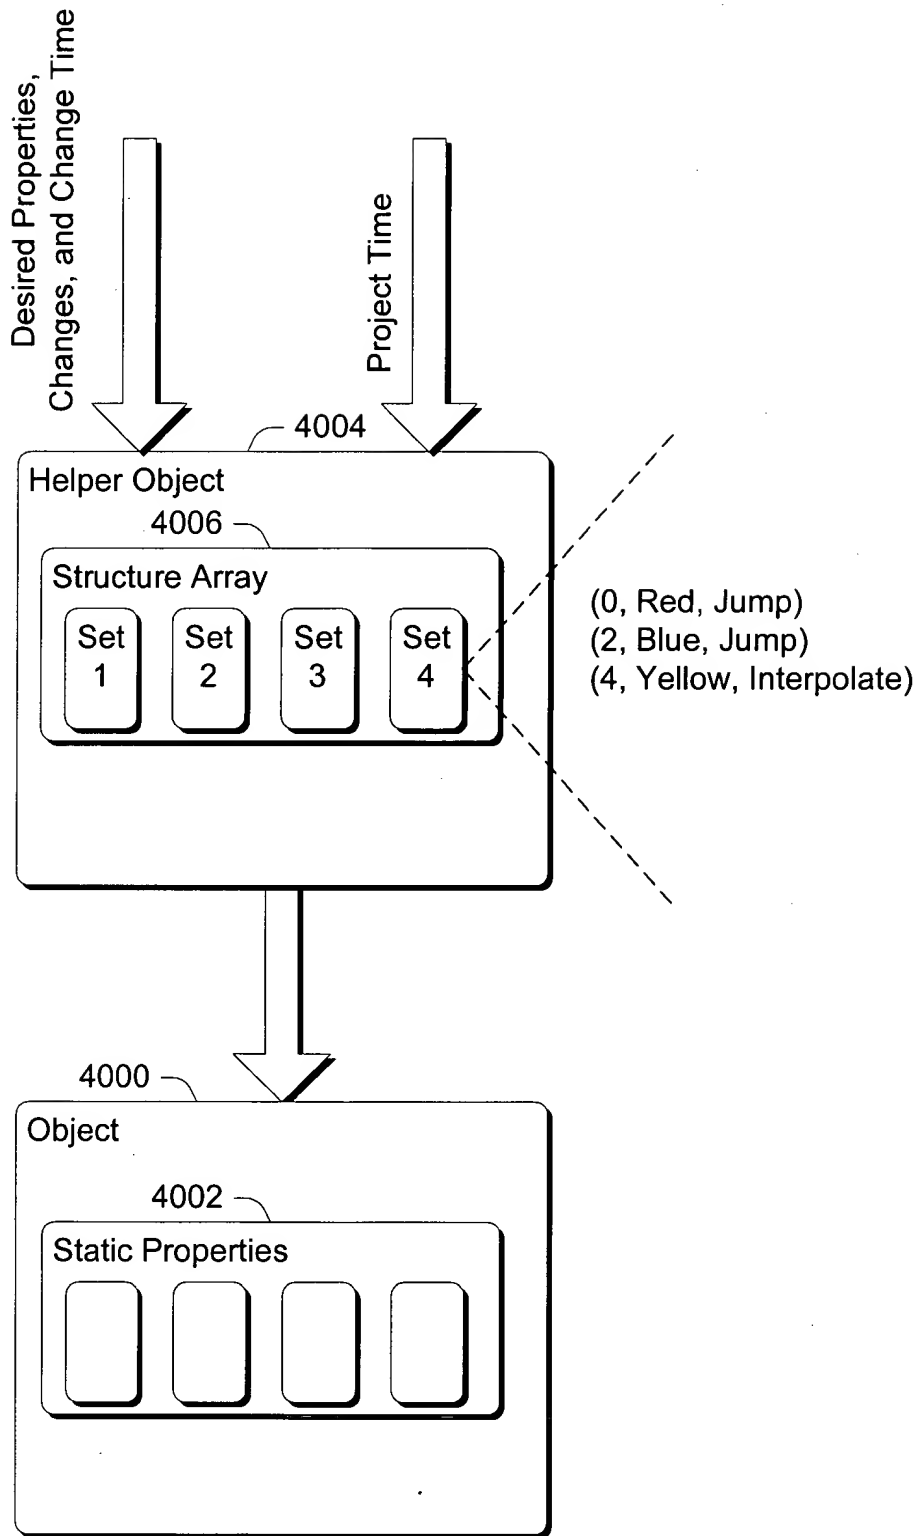 Desired Properties,
Changes, and Change Time
Project Time
4004
Helper Object
4006
Structure Array
Set
1
Set
2
Set
3
Set
4
(0, Red, Jump)
(2, Blue, Jump)
(4, Yellow, Interpolate)
4000
Object
4002
Static Properties